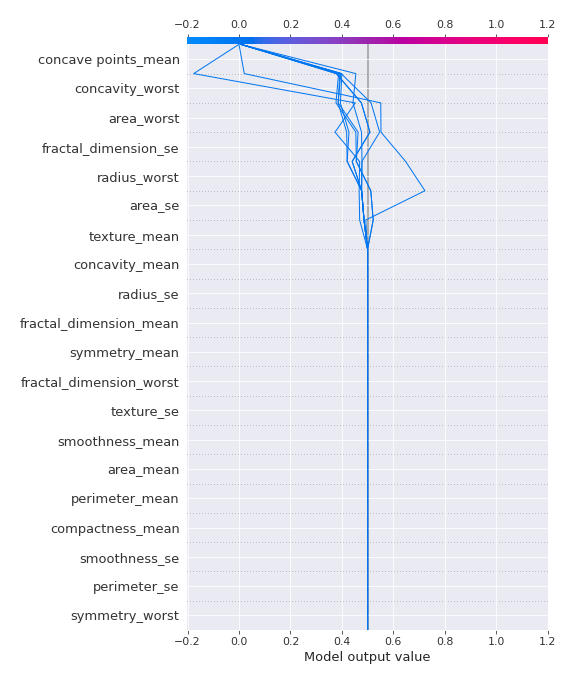 −0.2 0.0 0.2 0.4 0.6 0.8 1.0 1.2
concave points_mean
concavity_worst
area_worst
fractal_dimension_se
radius_worst
area_se
texture_mean
concavity_mean
radius_se
fractal_dimension_mean
symmetry_mean
fractal_dimension_worst
texture_se
smoothness_mean
area_mean
perimeter_mean
compactness_mean
smoothness_se
perimeter_se
symmetry_worst
−0.2 0.0 0.2 0.4 0.6 0.8 1.0 1.2
Model output value